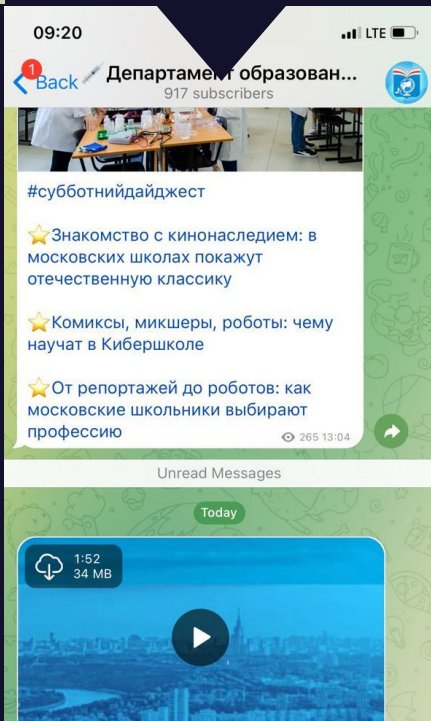 09:20
LTE
1
Back
Департамент образован...
917 subscribers
#субботнийдайджест
Знакомство с кинонаследием: в
московских школах покажут
отечественную классику
Комиксы, микшеры, роботы: чему
научат в Кибершколе
От репортажей до роботов: как
московские школьники выбирают
профессию
265 13:04
Unread Messages
Today
1:52
34 MB